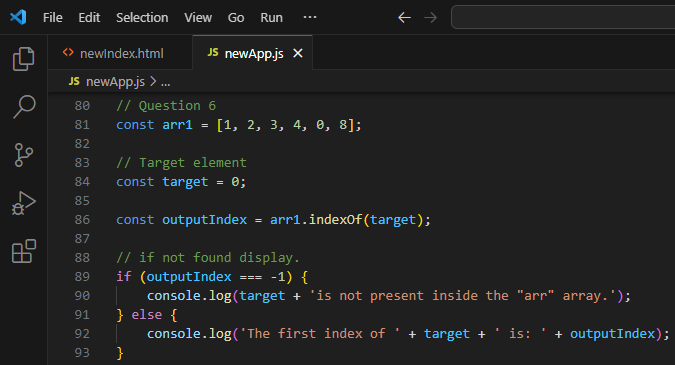 File Edit Selection View Go Run ...
<> newIndex.html JS newApp.js ×
JS newApp.js > ...
80 // Question 6
81 const arr1 = [1, 2, 3, 4, 0, 8];
82
83 // Target element
84 const target = 0;
85
86 const outputIndex = arr1.indexOf(target);
87
88 // if not found display.
89 if (outputIndex === -1) {
90 console.log(target + 'is not present inside the "arr" array.');
91 } else {
92 console.log('The first index of ' + target + ' is: ' + outputIndex);
93 }